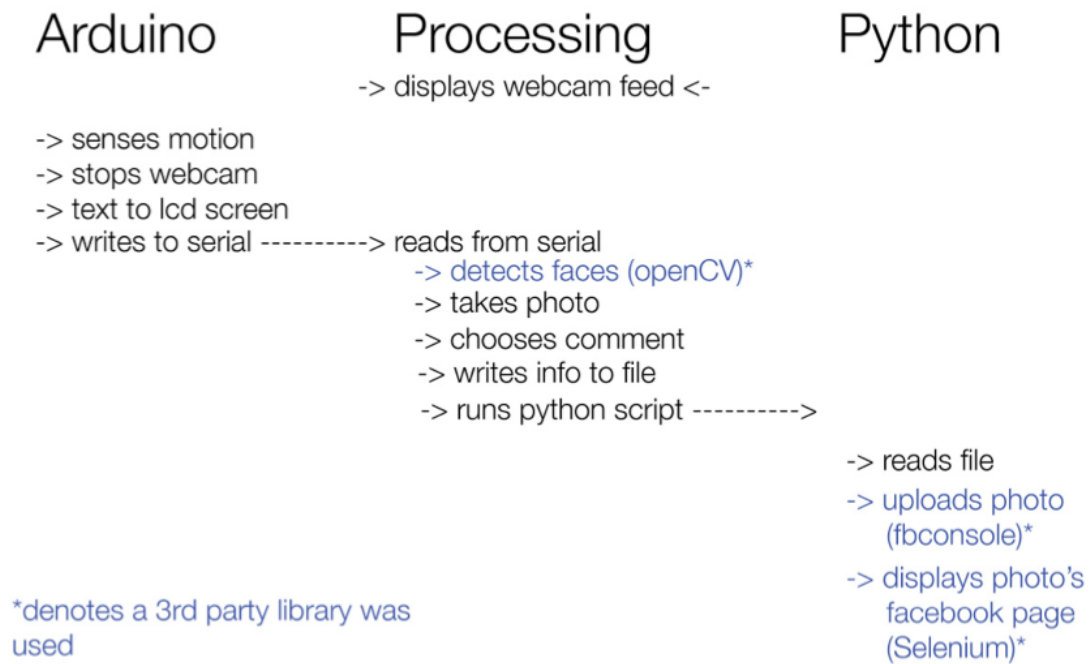 Arduino Processing Python
-> displays webcam feed <-
-> senses motion
-> stops webcam
-> text to lcd screen
-> writes to serial ----------> reads from serial
-> detects faces (openCV)*
-> takes photo
-> chooses comment
-> writes info to file
-> runs python script ---------->
-> reads file
-> uploads photo
(fbconsole)*
-> displays photo's
facebook page
(Selenium)*
*denotes a 3rd party library was
used